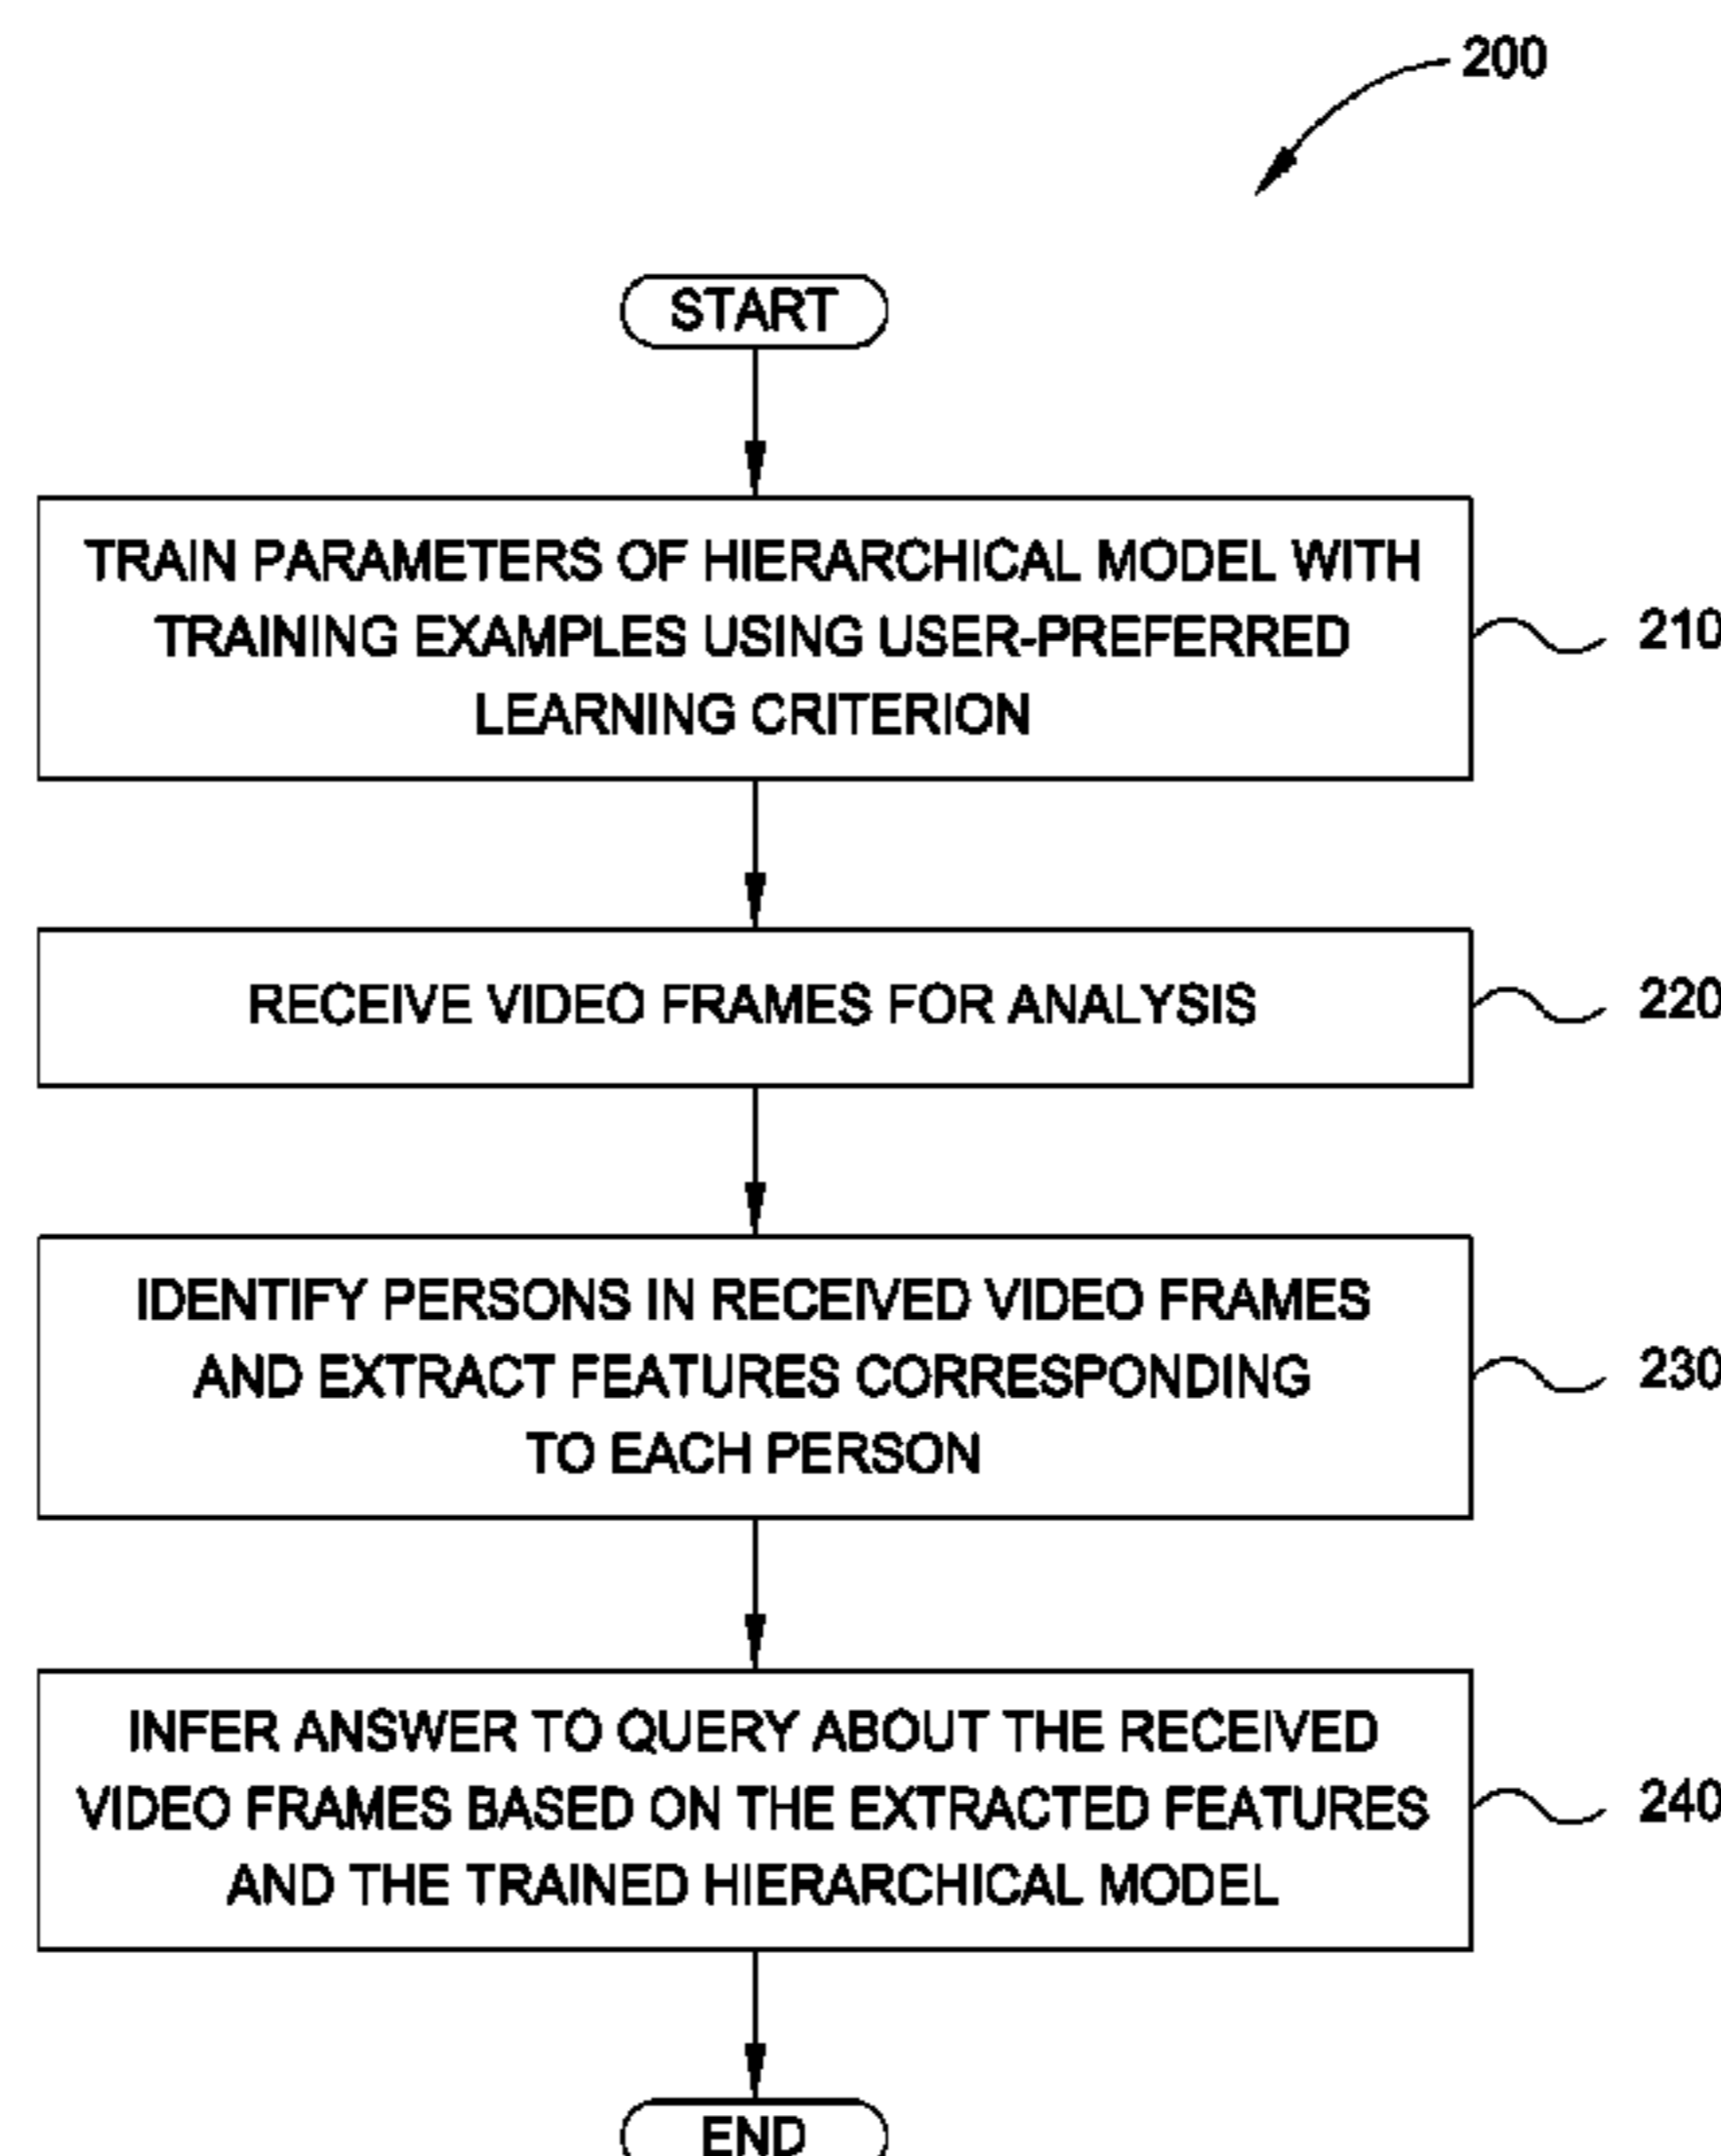 200
START
TRAIN PARAMETERS OF HIERARCHICAL MODEL WITH
TRAINING EXAMPLES USING USER-PREFERRED
LEARNING CRITERION
210
RECEIVE VIDEO FRAMES FOR ANALYSIS
220
IDENTIFY PERSONS IN RECEIVED VIDEO FRAMES
AND EXTRACT FEATURES CORRESPONDING
TO EACH PERSON
230
INFER ANSWER TO QUERY ABOUT THE RECEIVED
VIDEO FRAMES BASED ON THE EXTRACTED FEATURES
AND THE TRAINED HIERARCHICAL MODEL
240
END